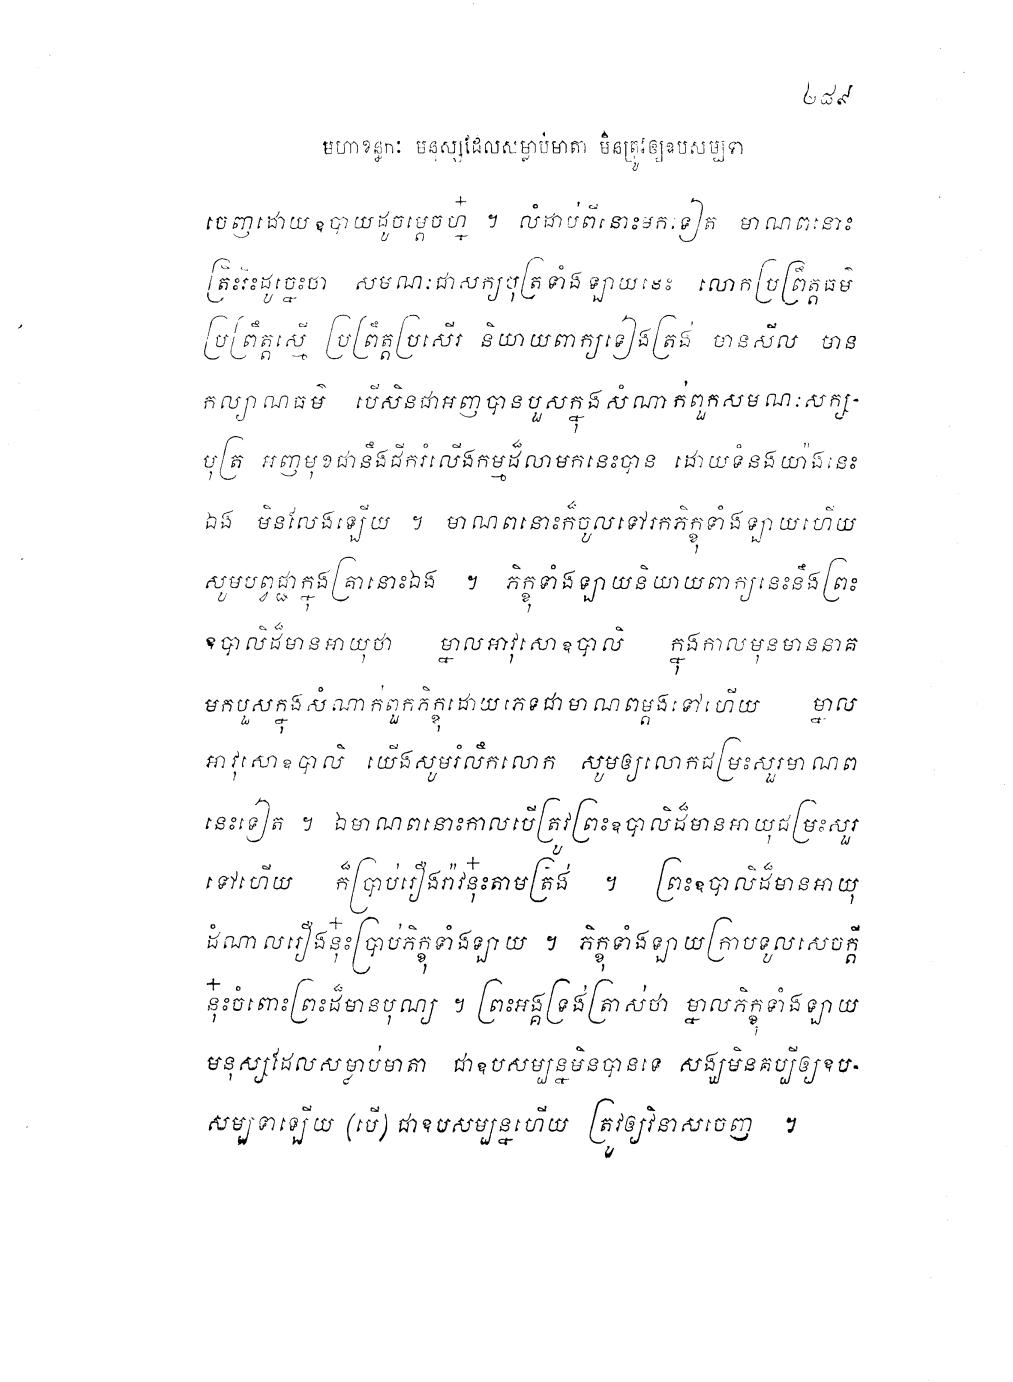 ២៨៩
មហាខន្ធកៈ មនុស្សដែលសម្លាប់មាតា មិនត្រូវឲ្យឧបសម្បទា
ចេញដោយឧបាយដូចម្តេចហ្ន៎ ។ លំដាប់ពីនោះមកទៀត មាណពនោះ
ត្រិះរិះដូច្នេះថា សមណៈជាសក្យបុត្រទាំងឡាយនេះ លោកប្រព្រឹត្តធម៌
ប្រព្រឹត្តស្មើ ប្រព្រឹត្តប្រសើរ និយាយពាក្យទៀងត្រង់ មានសីល មាន
កល្យាណធម៌ បើសិនជាអញបានបួសក្នុងសំណាក់ពួកសមណៈសក្យ-
បុត្រ អញមុខជានឹងជីករំលើងកម្មដ៏លាមកនេះបាន ដោយទំនងយ៉ាងនេះ
ឯង មិនលែងឡើយ ។ មាណពនោះក៏ចូលទៅរកភិក្ខុទាំងឡាយហើយ
សូមបព្វជ្ជាក្នុងគ្រានោះឯង ។ ភិក្ខុទាំងឡាយនិយាយពាក្យនេះនឹងព្រះ
ឧបាលិដ៏មានអាយុថា ម្នាលអាវុសោឧបាលិ ក្នុងកាលមុនមាននាគ
មកបួសក្នុងសំណាក់ពួកភិក្ខុដោយភេទជាមាណពម្តងទៅហើយ ម្នាល
អាវុសោឧបាលិ យើងសូមរំលឹកលោក សូមឲ្យលោកជម្រះសួរមាណព
នេះទៀត ។ ឯមាណពនោះកាលបើត្រូវព្រះឧបាលិដ៏មានអាយុជម្រះសួរ
ទៅហើយ ក៏ប្រាប់រឿងរ៉ាវនុ៎ះតាមត្រង់ ។ ព្រះឧបាលិដ៏មានអាយុ
ដំណាលរឿងនុ៎ះប្រាប់ភិក្ខុទាំងឡាយ ។ ភិក្ខុទាំងឡាយក្រាបទូលសេចក្តី
នុ៎ះចំពោះព្រះដ៏មានបុណ្យ ។ ព្រះអង្គទ្រង់ត្រាស់ថា ម្នាលភិក្ខុទាំងឡាយ
មនុស្សដែលសម្លាប់មាតា ជាឧបសម្បន្នមិនបានទេ សង្ឃមិនគប្បីឲ្យឧប-
សម្បទាឡើយ (បើ) ជាឧបសម្បន្នហើយ ត្រូវឲ្យវិនាសចេញ ។